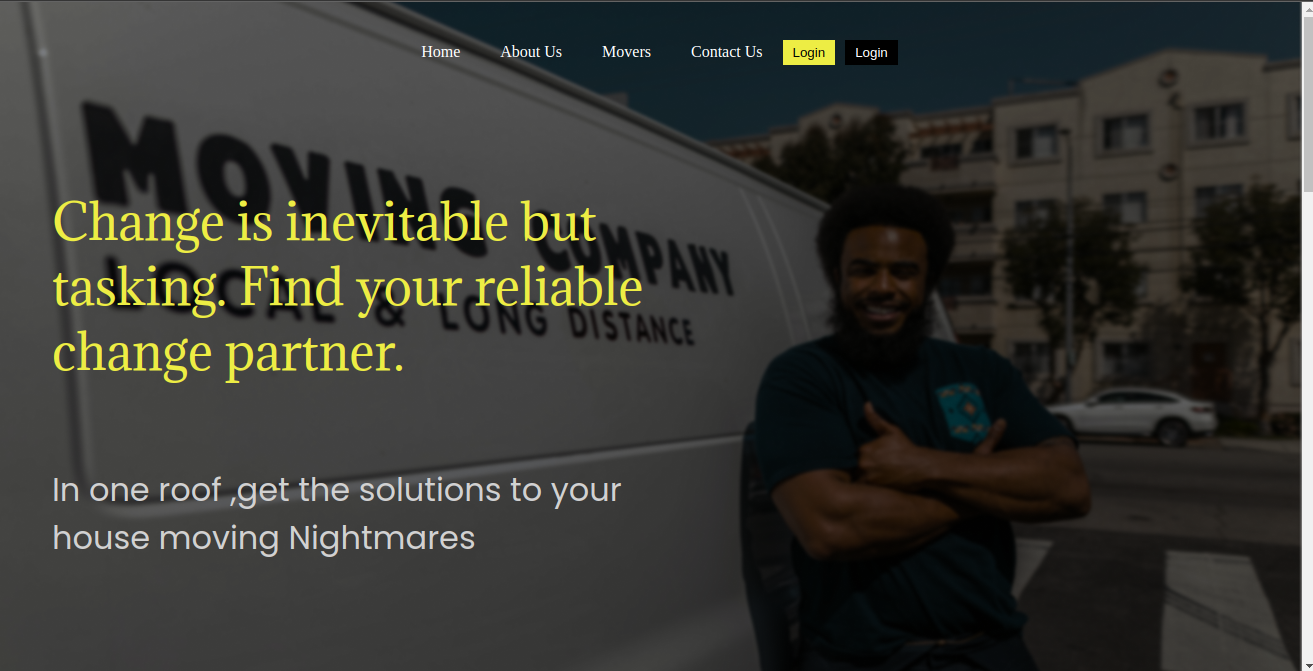 Home About Us Movers Contact Us Login Login
MOVING COMPANY
LOCAL & LONG DISTANCE
Change is inevitable but
tasking. Find your reliable
change partner.
In one roof ,get the solutions to your
house moving Nightmares